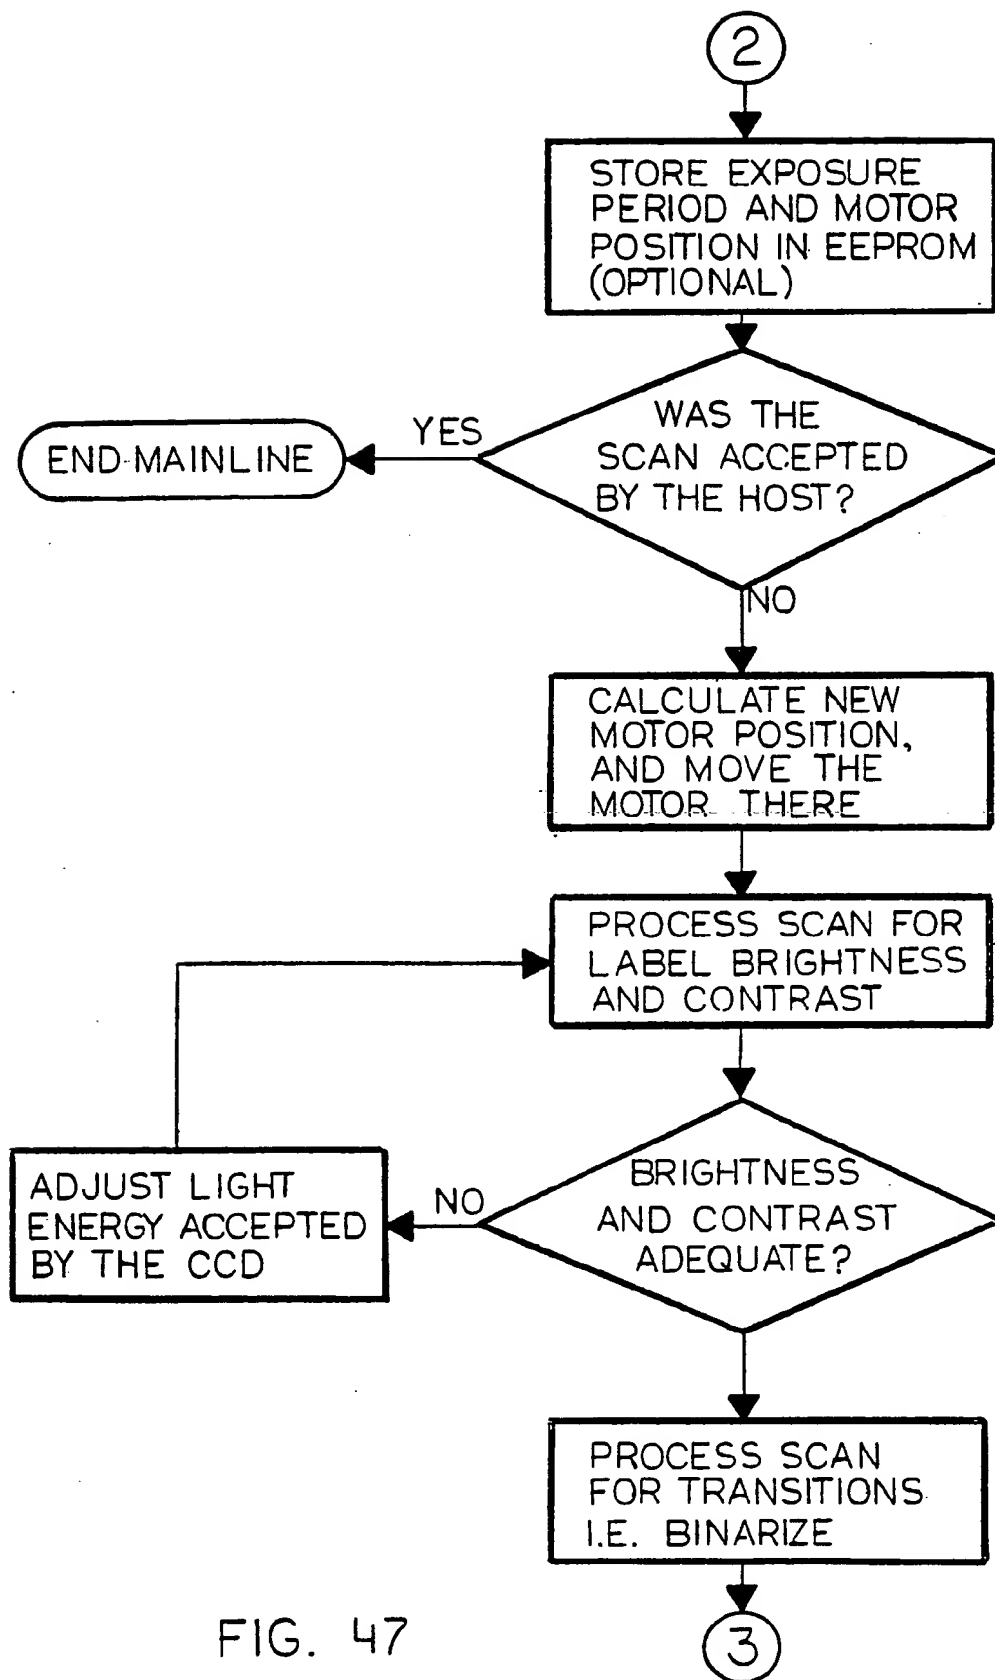 2
STORE EXPOSURE
PERIOD AND MOTOR
POSITION IN EEPROM
(OPTIONAL)
WAS THE
SCAN ACCEPTED
BY THE HOST?
YES
END-MAINLINE
NO
CALCULATE NEW
MOTOR POSITION,
AND MOVE THE
MOTOR THERE
PROCESS SCAN FOR
LABEL BRIGHTNESS
AND CONTRAST
BRIGHTNESS
AND CONTRAST
ADEQUATE?
NO
ADJUST LIGHT
ENERGY ACCEPTED
BY THE CCD
PROCESS SCAN
FOR TRANSITIONS
I.E. BINARIZE
3
FIG. 47